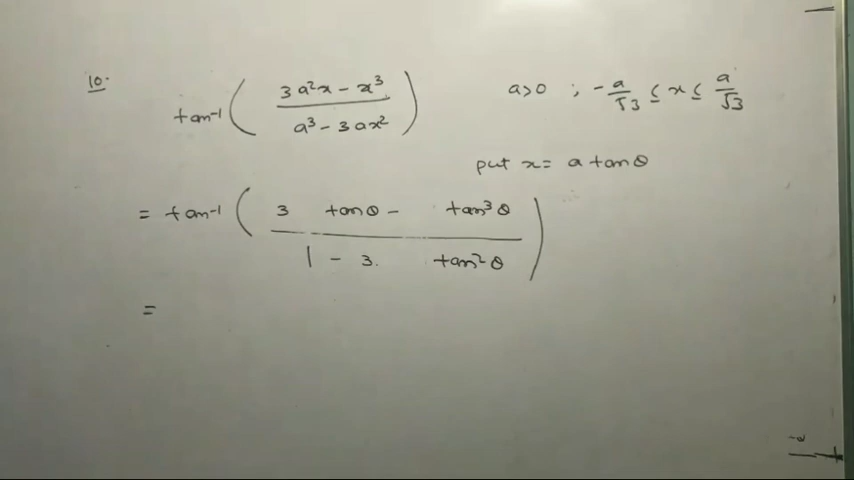 10.
tan-1 ( 3a²x - x³ / a³ - 3ax² ) a>0 ; -a/√3 ≤ x ≤ a/√3
put x = a tanθ
= tan-1 ( 3 tanθ - tan³θ / 1 - 3. tan²θ )
=